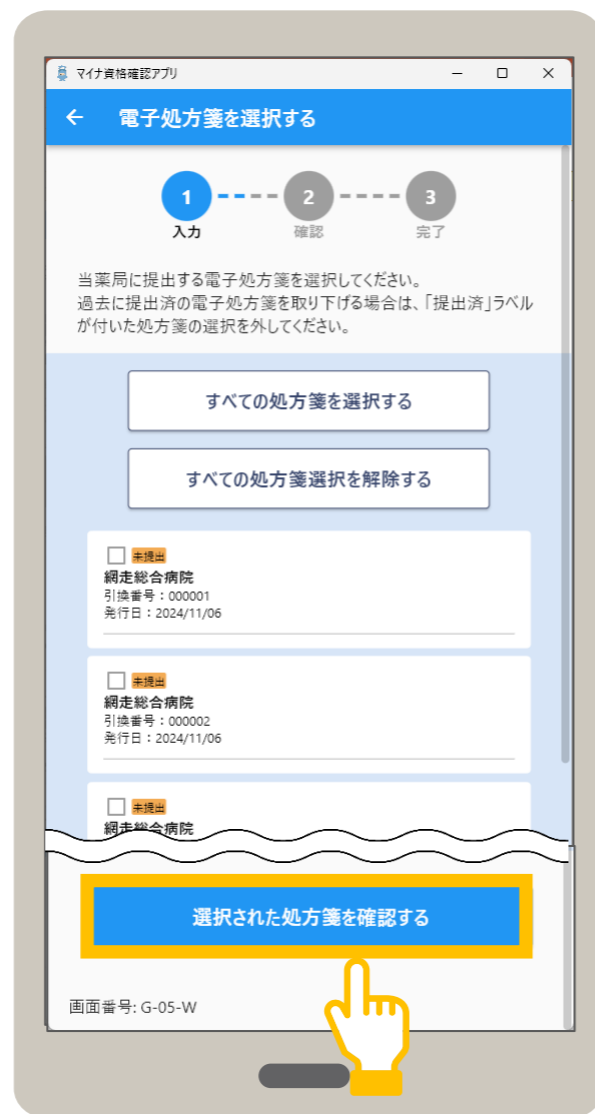 マイナ資格確認アプリ
電子処方箋を選択する
1
2
3
入力
確認
完了
当薬局に提出する電子処方箋を選択してください。
過去に提出済の電子処方箋を取り下げる場合は、「提出済」ラベル
が付いた処方箋の選択を外してください。
すべての処方箋を選択する
すべての処方箋選択を解除する
未提出
網走総合病院
引換番号：000001
発行日：2024/11/06
未提出
網走総合病院
引換番号：000002
発行日：2024/11/06
未提出
網走総合病院
選択された処方箋を確認する
画面番号: G-05-W